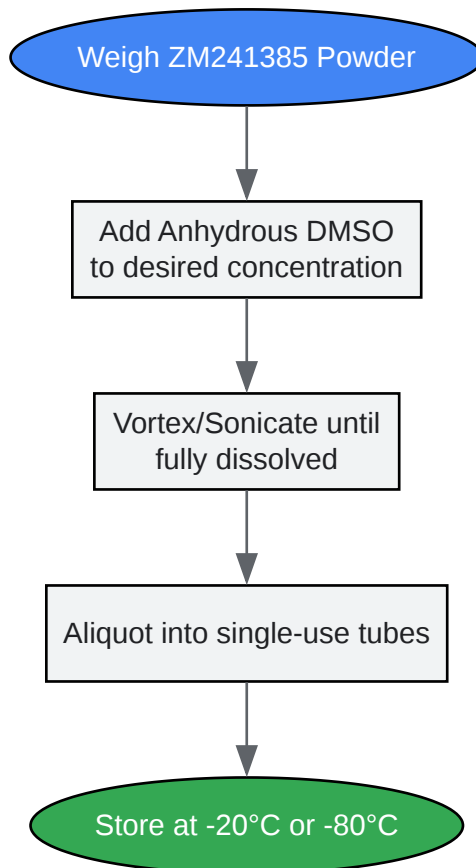 Weigh ZM241385 Powder
Add Anhydrous DMSO
to desired concentration
Vortex/Sonicate until
fully dissolved
Aliquot into single-use tubes
Store at -20°C or -80°C